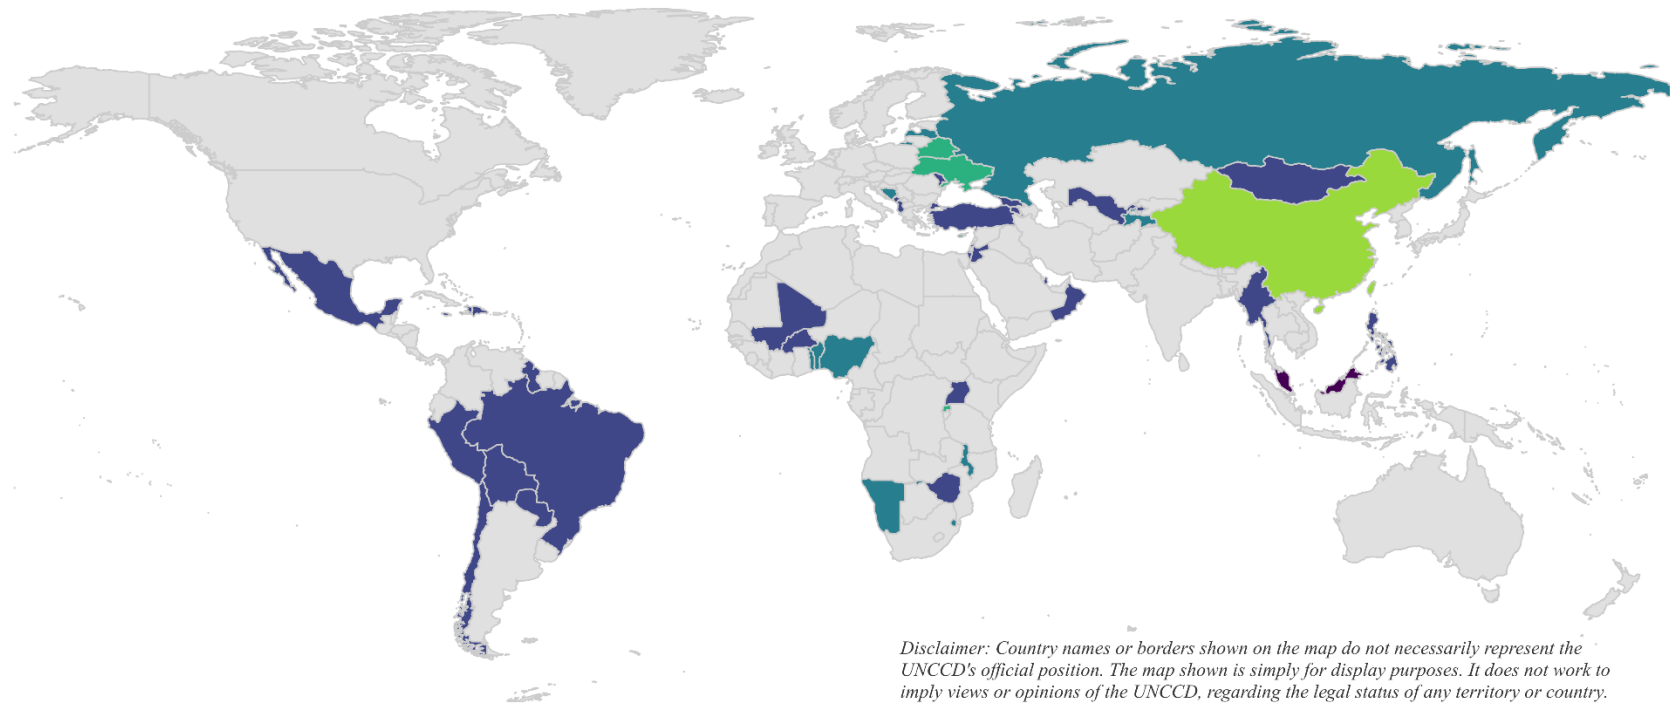 Disclaimer: Country names or borders shown on the map do not necessarily represent the
UNCCD's official position. The map shown is simply for display purposes. It does not work to
imply views or opinions of the UNCCD, regarding the legal status of any territory or country.